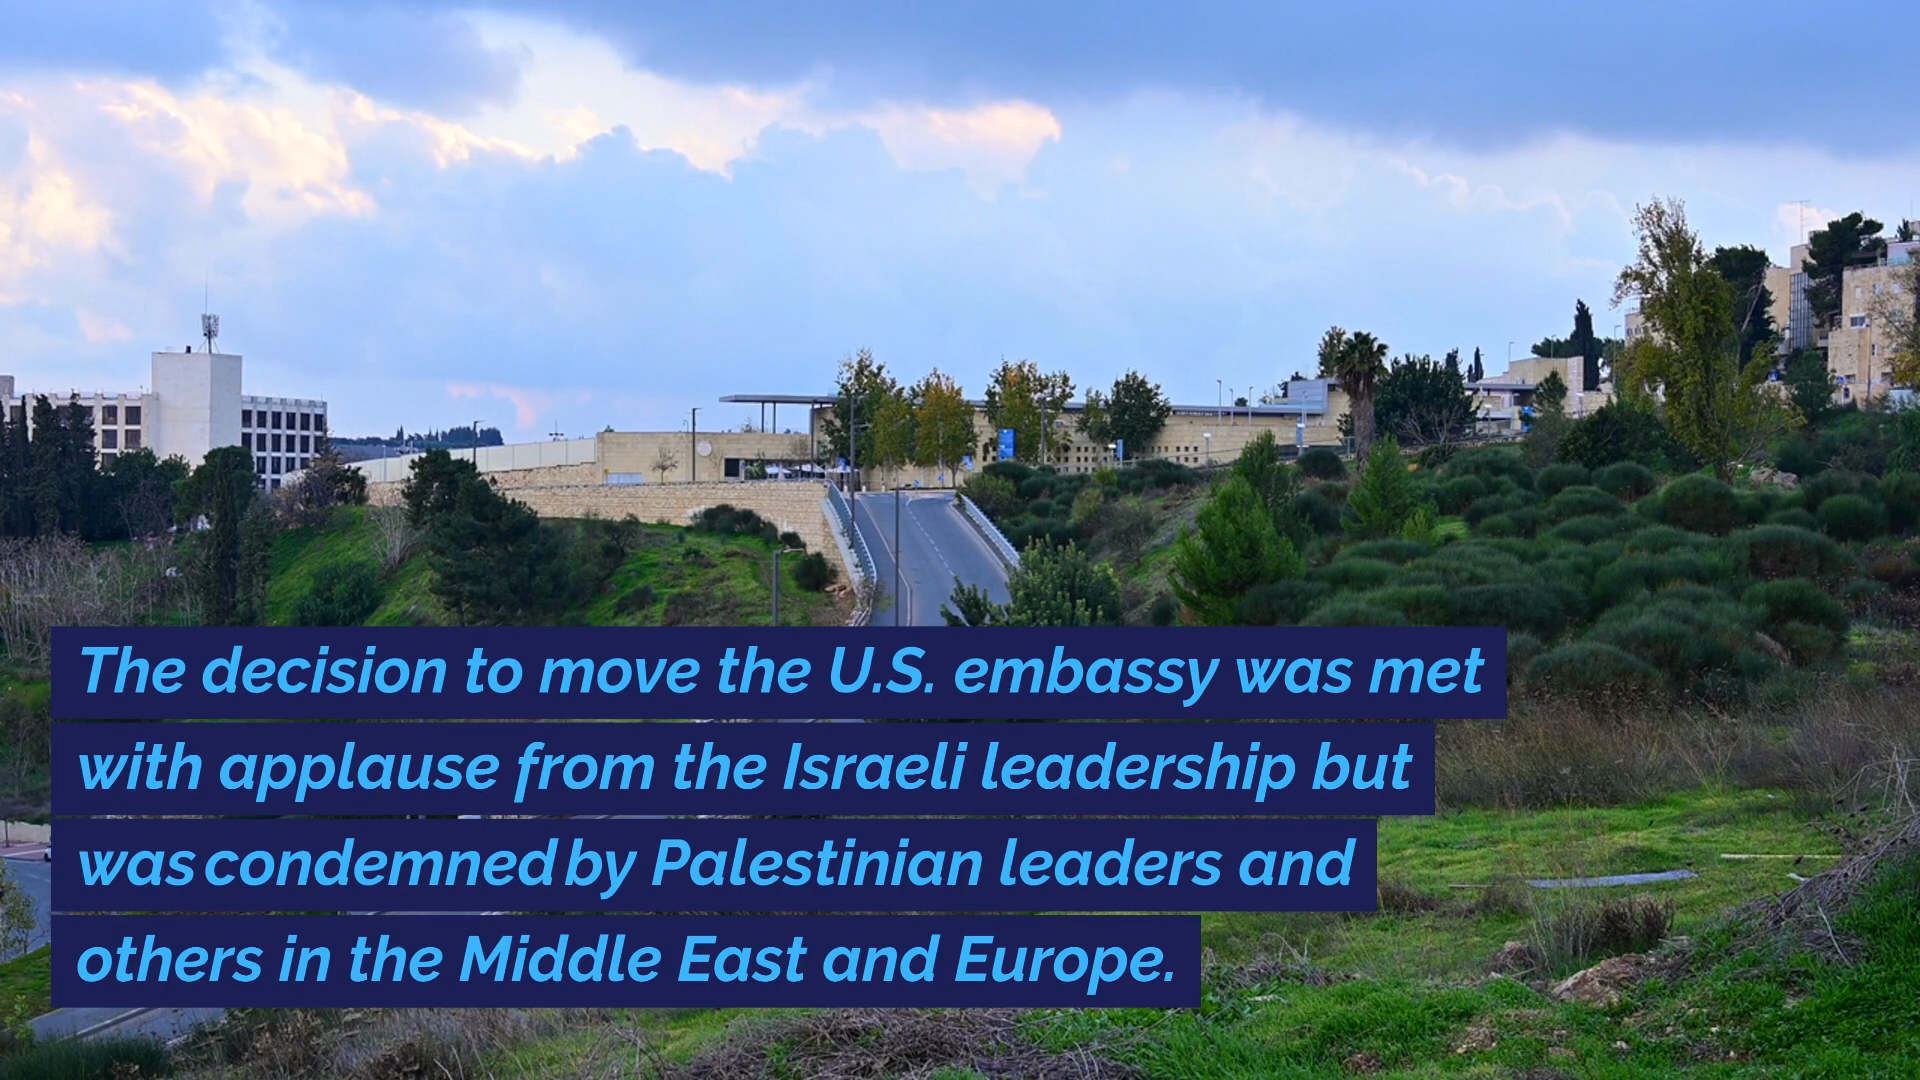 The decision to move the U.S. embassy was met
with applause from the Israeli leadership but
was condemned by Palestinian leaders and
others in the Middle East and Europe.